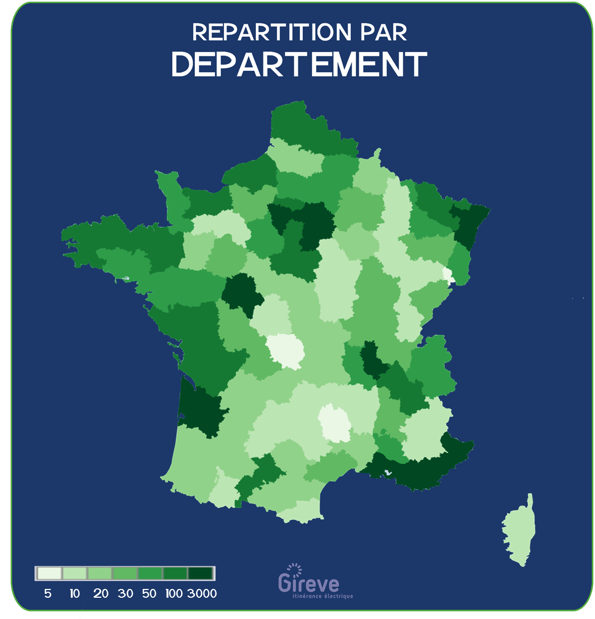 REPARTITION PAR
DEPARTEMENT
5 10 20 30 50 100 3000
Gireve
Itinérance électrique